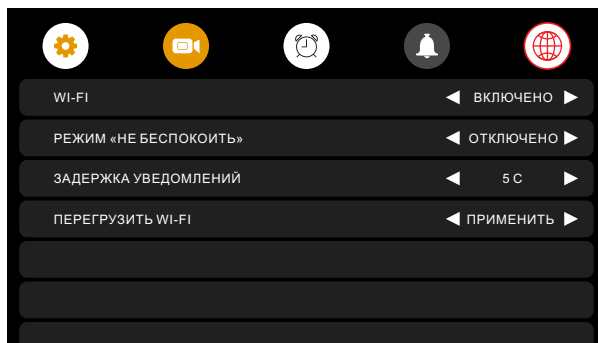 WI-FI ВКЛЮЧЕНО
РЕЖИМ «НЕ БЕСПОКОИТЬ» ОТКЛЮЧЕНО
ЗАДЕРЖКА УВЕДОМЛЕНИЙ 5 С
ПЕРЕГРУЗИТЬ WI-FI ПРИМЕНИТЬ